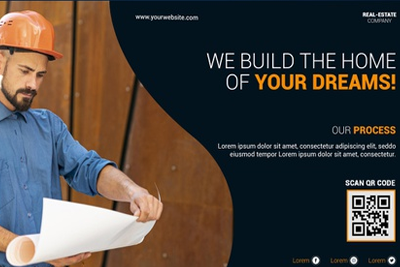 www.yourwebsite.com
REAL-ESTATE
COMPANY
WE BUILD THE HOME
OF YOUR DREAMS!
OUR PROCESS
Lorem ipsum dolor sit amet, consectetur adipiscing elit, seddo
eiusmod tempor Lorem ipsum dolor sit amet, consectetur.
SCAN QR CODE
Lorem
Lorem
Lorem